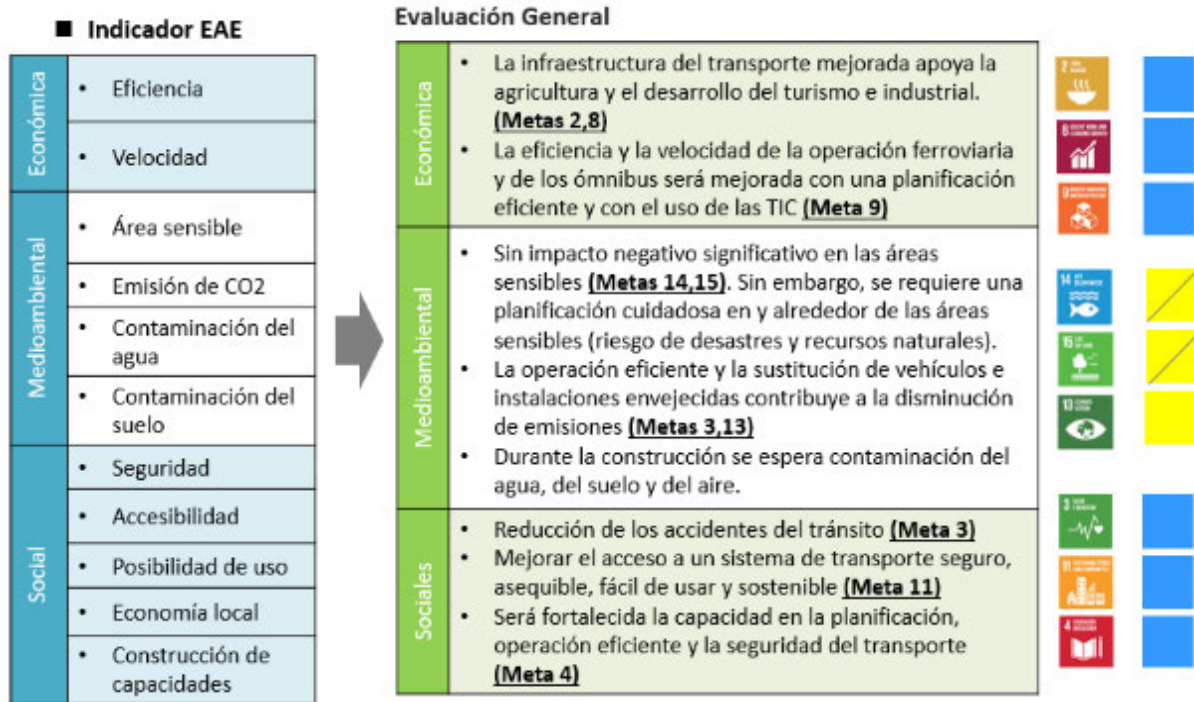 Indicador EAE
Económica
• Eficiencia
• Velocidad
Medioambiental
• Área sensible
• Emisión de CO2
• Contaminación del
agua
• Contaminación del
suelo
Social
• Seguridad
• Accesibilidad
• Posibilidad de uso
• Economía local
• Construcción de
capacidades
Evaluación General
Económica
• La infraestructura del transporte mejorada apoya la
agricultura y el desarrollo del turismo e industrial.
(Metas 2,8)
• La eficiencia y la velocidad de la operación ferroviaria
y de los ómnibus será mejorada con una planificación
eficiente y con el uso de las TIC (Meta 9)
Medioambiental
• Sin impacto negativo significativo en las áreas
sensibles (Metas 14,15). Sin embargo, se requiere una
planificación cuidadosa en y alrededor de las áreas
sensibles (riesgo de desastres y recursos naturales).
• La operación eficiente y la sustitución de vehículos e
instalaciones envejecidas contribuye a la disminución
de emisiones (Metas 3,13)
• Durante la construcción se espera contaminación del
agua, del suelo y del aire.
Sociales
• Reducción de los accidentes del tránsito (Meta 3)
• Mejorar el acceso a un sistema de transporte seguro,
asequible, fácil de usar y sostenible (Meta 11)
• Será fortalecida la capacidad en la planificación,
operación eficiente y la seguridad del transporte
(Meta 4)
2
8
9
14
15
13
3
11
4